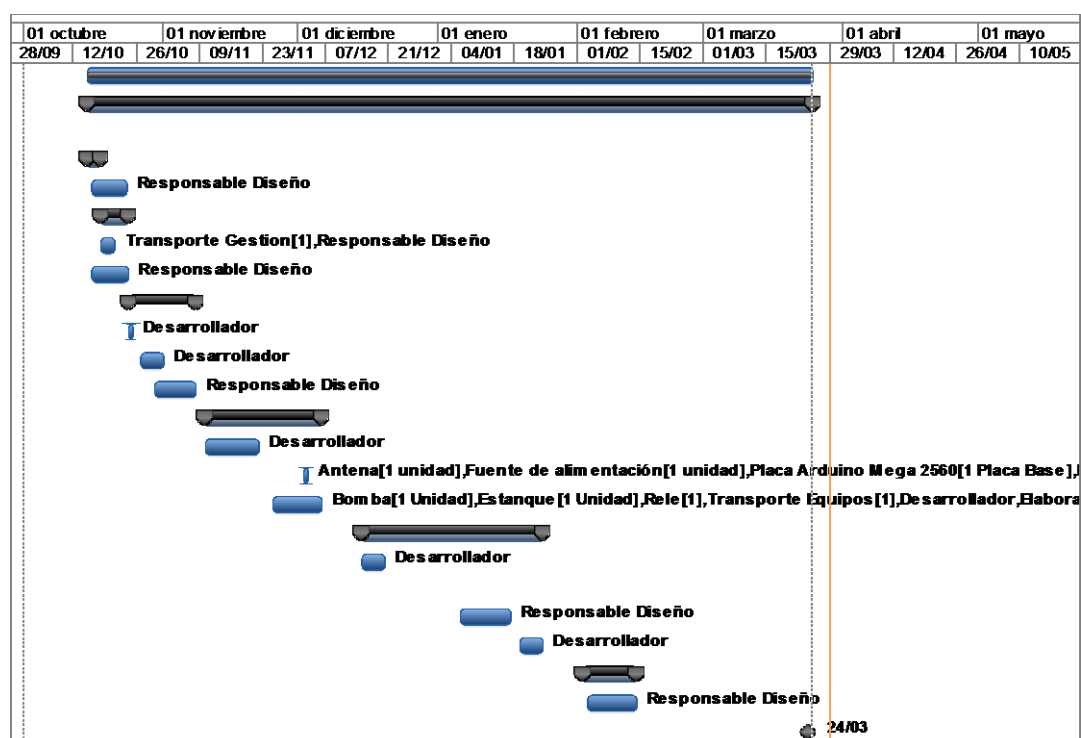 01 octubre 01 noviembre 01 diciembre 01 enero 01 febrero 01 marzo 01 abril 01 mayo
28/09 12/10 26/10 09/11 23/11 07/12 21/12 04/01 18/01 01/02 15/02 01/03 15/03 29/03 12/04 26/04 10/05
Responsable Diseño
Transporte Gestion[1],Responsable Diseño
Responsable Diseño
Desarrollador
Desarrollador
Responsable Diseño
Desarrollador
Antena[1 unidad],Fuente de alimentación[1 unidad],Placa Arduino Mega 2560[1 Placa Base],
Bomba[1 Unidad],Estanque[1 Unidad],Rele[1],Transporte Equipos[1],Desarrollador,Elabora
Desarrollador
Responsable Diseño
Desarrollador
Responsable Diseño
24/03